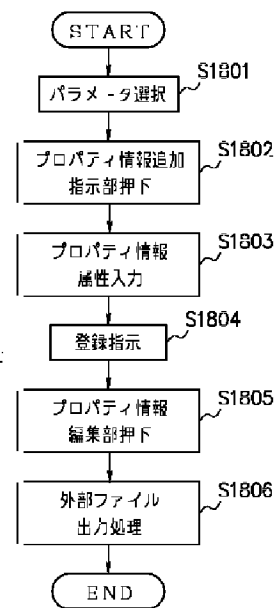 START
S1801
パラメータ選択
S1802
プロパティ情報追加
指示部押下
S1803
プロパティ情報
属性入力
S1804
登録指示
S1805
プロパティ情報
編集部押下
S1806
外部ファイル
出力処理
END